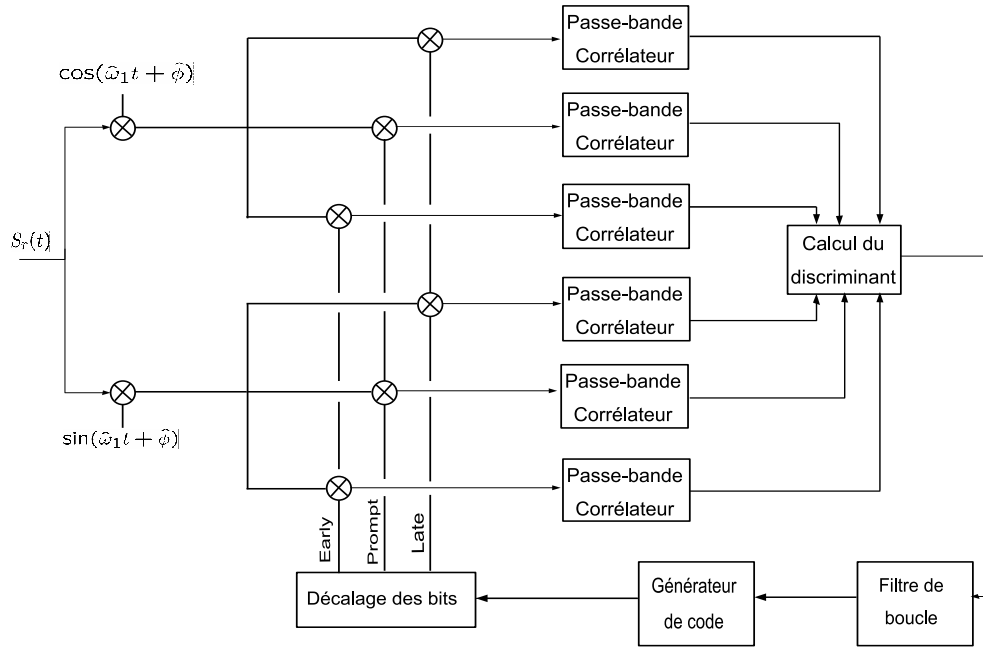 Passe-bande
Corrélateur
cos(ω̂₁t + φ̂)
Passe-bande
Corrélateur
Passe-bande
Corrélateur
Sᵣ(t)
Calcul du
discriminant
Passe-bande
Corrélateur
Passe-bande
Corrélateur
sin(ω̂₁t + φ̂)
Passe-bande
Corrélateur
Early
Prompt
Late
Décalage des bits
Générateur
de code
Filtre de
boucle